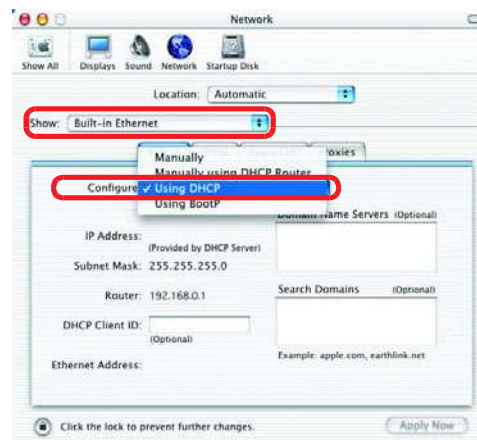 Network
Show All Displays Sound Network Startup Disk
Location: Automatic
Show: Built-in Ethernet
Proxies
Manually
Manually using DHCP Router
Configure ✓ Using DHCP
Using BootP
Domain Name Servers (Optional)
IP Address:
(Provided by DHCP Server)
Subnet Mask: 255.255.255.0
Router: 192.168.0.1
Search Domains (Optional)
DHCP Client ID:
(Optional)
Example: apple.com, earthlink.net
Ethernet Address:
Click the lock to prevent further changes.
Apply Now